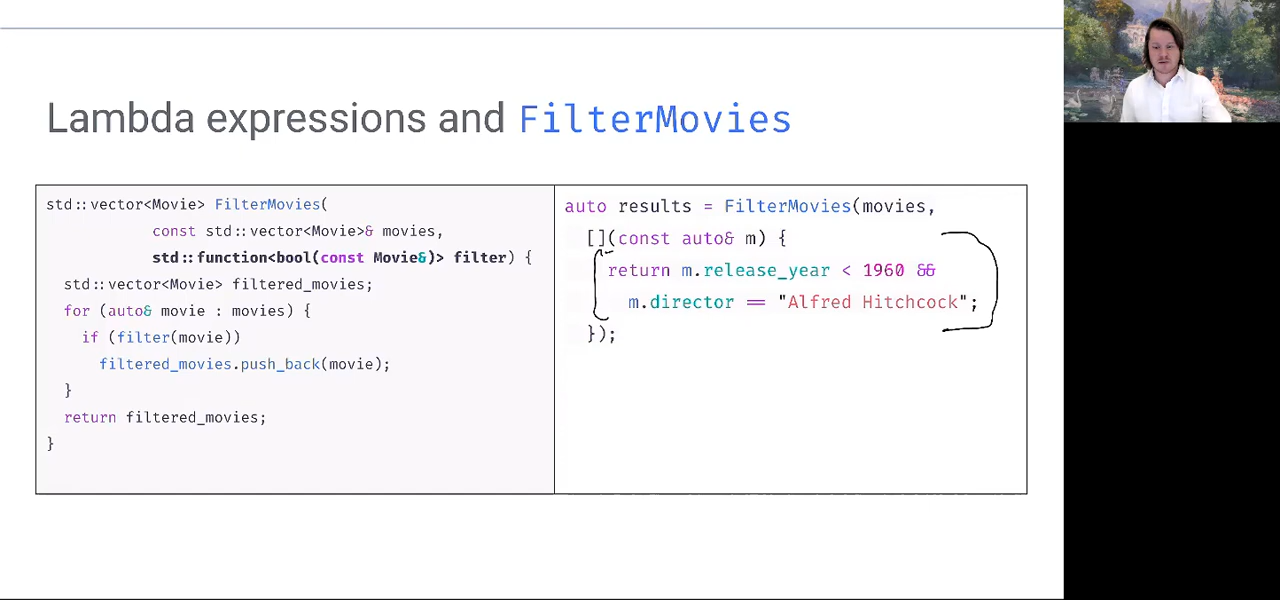 Lambda expressions and FilterMovies
std::vector<Movie> FilterMovies(
const std::vector<Movie>& movies,
std::function<bool(const Movie&)> filter) {
std::vector<Movie> filtered_movies;
for (auto& movie : movies) {
if (filter(movie))
filtered_movies.push_back(movie);
}
return filtered_movies;
}
auto results = FilterMovies(movies,
[](const auto& m) {
return m.release_year < 1960 &&
m.director == "Alfred Hitchcock";
});